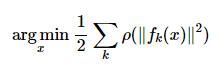 arg min_x 1/2 ∑_k ρ(‖f_k(x)‖²)